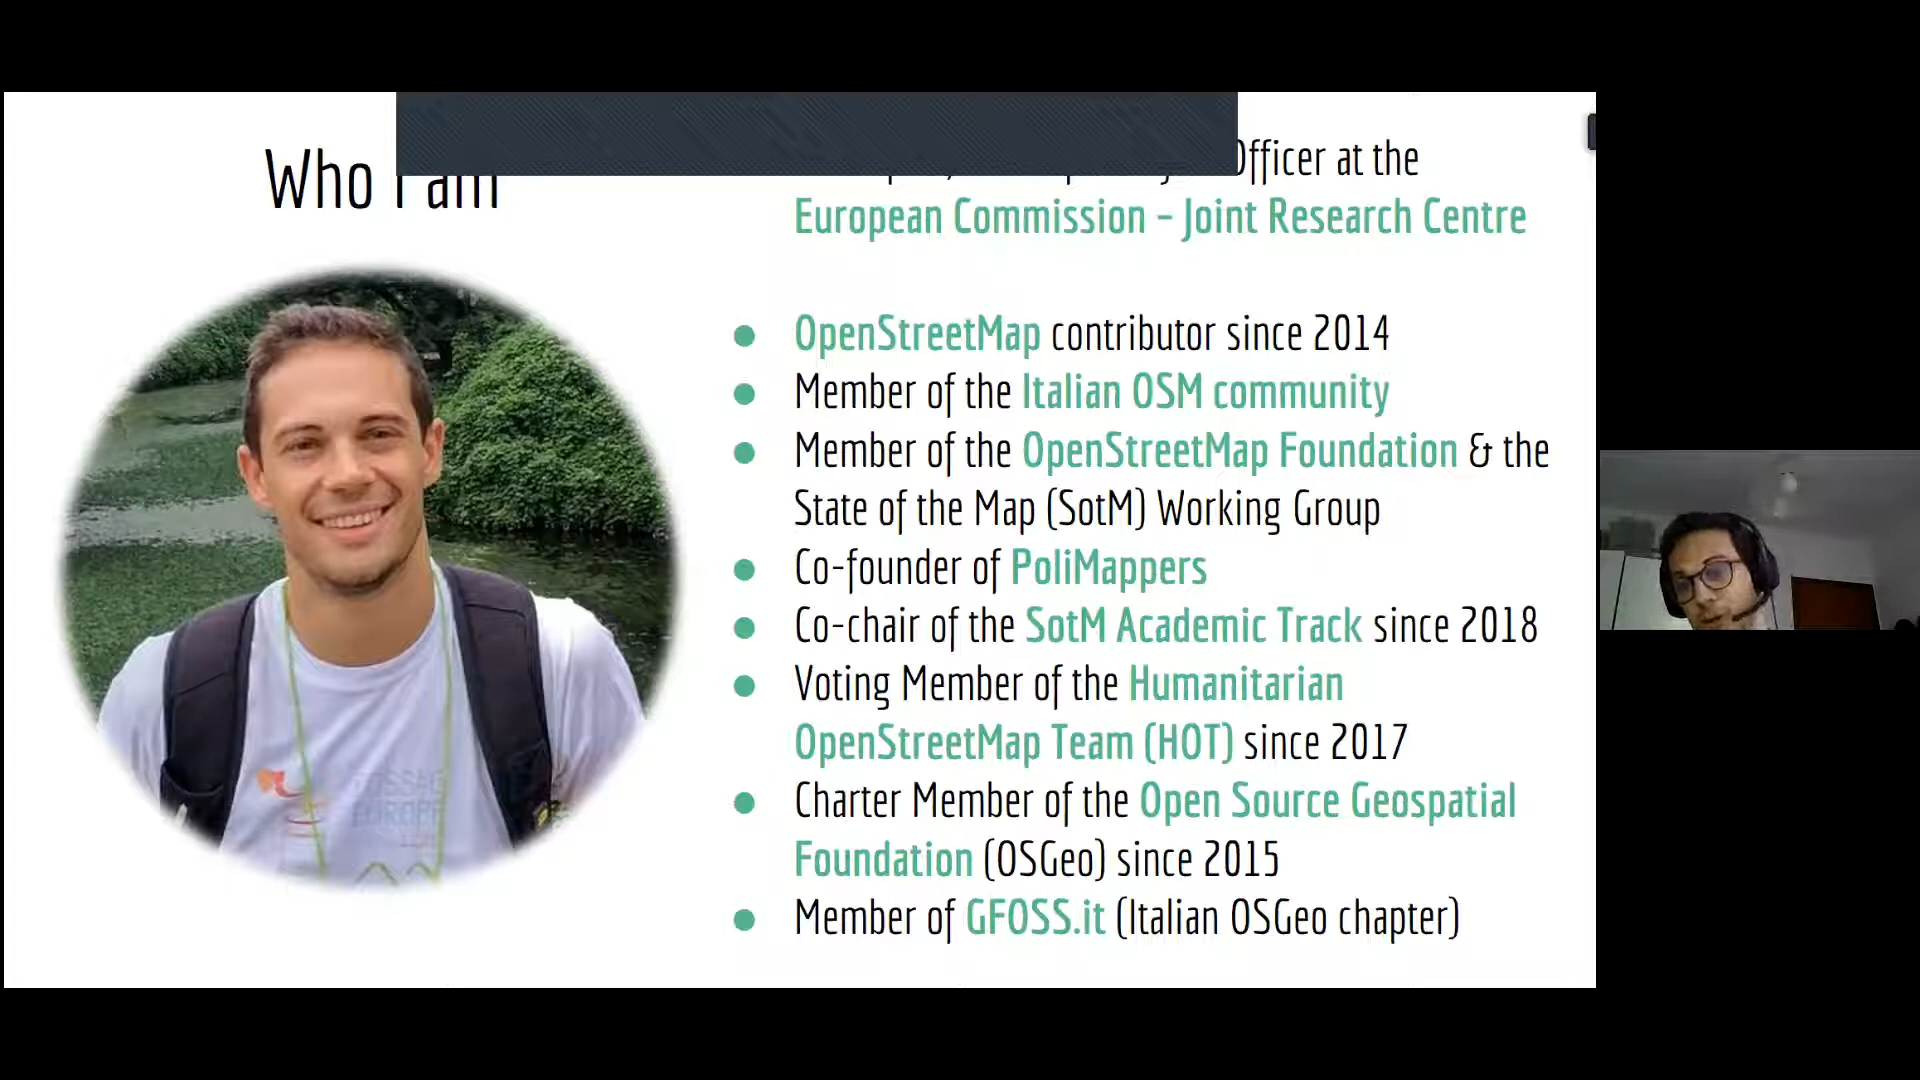 Who I am
Officer at the
European Commission – Joint Research Centre
OpenStreetMap contributor since 2014
Member of the Italian OSM community
Member of the OpenStreetMap Foundation & the
State of the Map (SotM) Working Group
Co-founder of PoliMappers
Co-chair of the SotM Academic Track since 2018
Voting Member of the Humanitarian
OpenStreetMap Team (HOT) since 2017
Charter Member of the Open Source Geospatial
Foundation (OSGeo) since 2015
Member of GFOSS.it (Italian OSGeo chapter)
FOSS4G
EUROPE